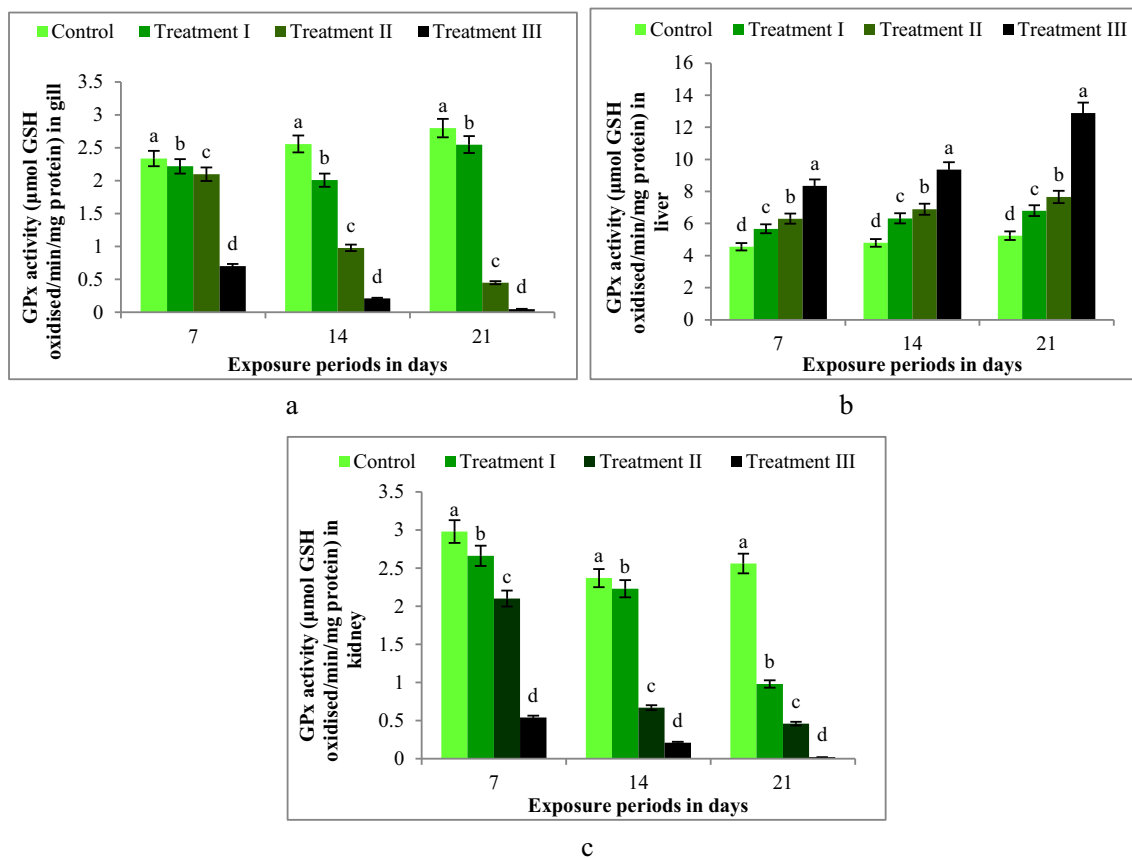 Control Treatment I Treatment II Treatment III
GPx activity (µmol GSH
oxidised/min/mg protein) in gill
3.5
3
2.5
2
1.5
1
0.5
0
a b c d
a b c d
a b c d
7 14 21
Exposure periods in days
a
Control Treatment I Treatment II Treatment III
GPx activity (µmol GSH
oxidised/min/mg protein) in
liver
16
14
12
10
8
6
4
2
0
d c b a
d c b a
d c b a
7 14 21
Exposure periods in days
b
Control Treatment I Treatment II Treatment III
GPx activity (µmol GSH
oxidised/min/mg protein) in
kidney
3.5
3
2.5
2
1.5
1
0.5
0
a b c d
a b c d
a b c d
7 14 21
Exposure periods in days
c